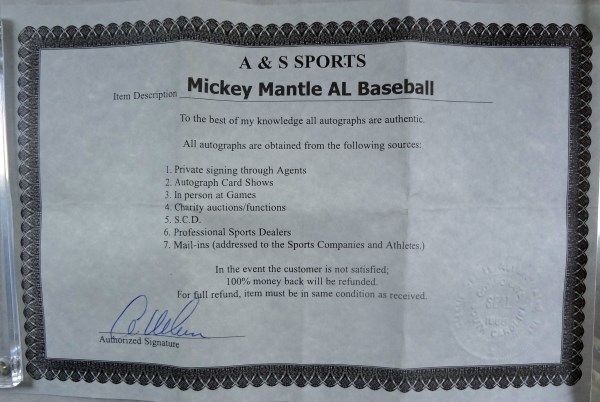 A & S SPORTS
Item Description Mickey Mantle AL Baseball
To the best of my knowledge all autographs are authentic.
All autographs are obtained from the following sources:
1. Private signing through Agents
2. Autograph Card Shows
3. In person at Games
4. Charity auctions/functions
5. S.C.D.
6. Professional Sports Dealers
7. Mail-ins (addressed to the Sports Companies and Athletes.)
In the event the customer is not satisfied;
100% money back will be refunded.
For full refund, item must be in same condition as received.
Authorized Signature